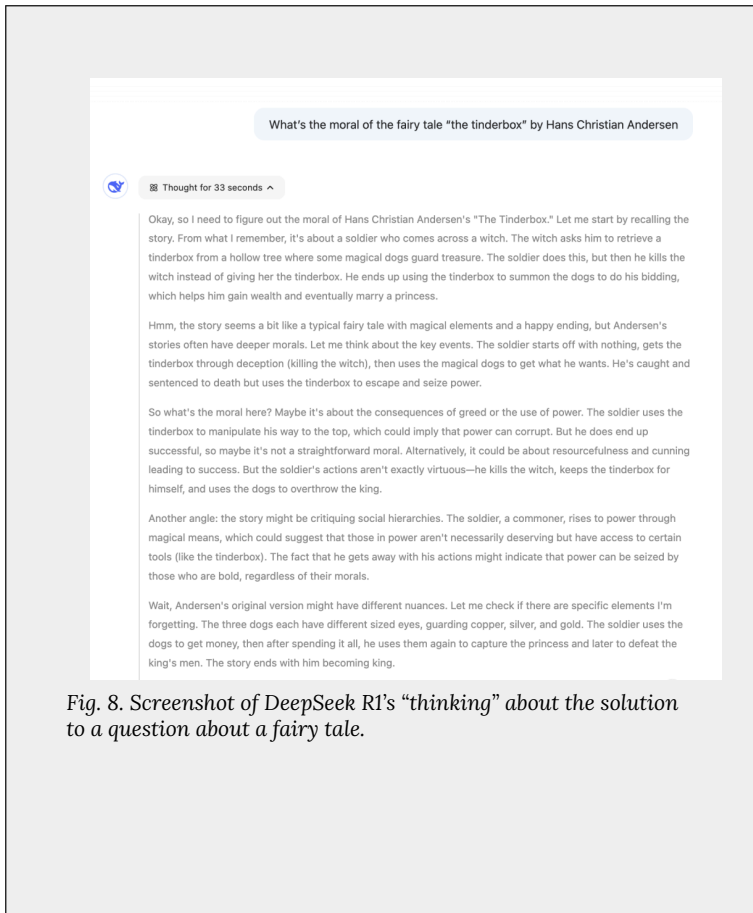 What's the moral of the fairy tale “the tinderbox” by Hans Christian Andersen
Thought for 33 seconds
Okay, so I need to figure out the moral of Hans Christian Andersen's "The Tinderbox." Let me start by recalling the
story. From what I remember, it's about a soldier who comes across a witch. The witch asks him to retrieve a
tinderbox from a hollow tree where some magical dogs guard treasure. The soldier does this, but then he kills the
witch instead of giving her the tinderbox. He ends up using the tinderbox to summon the dogs to do his bidding,
which helps him gain wealth and eventually marry a princess.
Hmm, the story seems a bit like a typical fairy tale with magical elements and a happy ending, but Andersen's
stories often have deeper morals. Let me think about the key events. The soldier starts off with nothing, gets the
tinderbox through deception (killing the witch), then uses the magical dogs to get what he wants. He's caught and
sentenced to death but uses the tinderbox to escape and seize power.
So what's the moral here? Maybe it's about the consequences of greed or the use of power. The soldier uses the
tinderbox to manipulate his way to the top, which could imply that power can corrupt. But he does end up
successful, so maybe it's not a straightforward moral. Alternatively, it could be about resourcefulness and cunning
leading to success. But the soldier's actions aren't exactly virtuous—he kills the witch, keeps the tinderbox for
himself, and uses the dogs to overthrow the king.
Another angle: the story might be critiquing social hierarchies. The soldier, a commoner, rises to power through
magical means, which could suggest that those in power aren't necessarily deserving but have access to certain
tools (like the tinderbox). The fact that he gets away with his actions might indicate that power can be seized by
those who are bold, regardless of their morals.
Wait, Andersen's original version might have different nuances. Let me check if there are specific elements I'm
forgetting. The three dogs each have different sized eyes, guarding copper, silver, and gold. The soldier uses the
dogs to get money, then after spending it all, he uses them again to capture the princess and later to defeat the
king's men. The story ends with him becoming king.
Fig. 8. Screenshot of DeepSeek R1's “thinking” about the solution
to a question about a fairy tale.